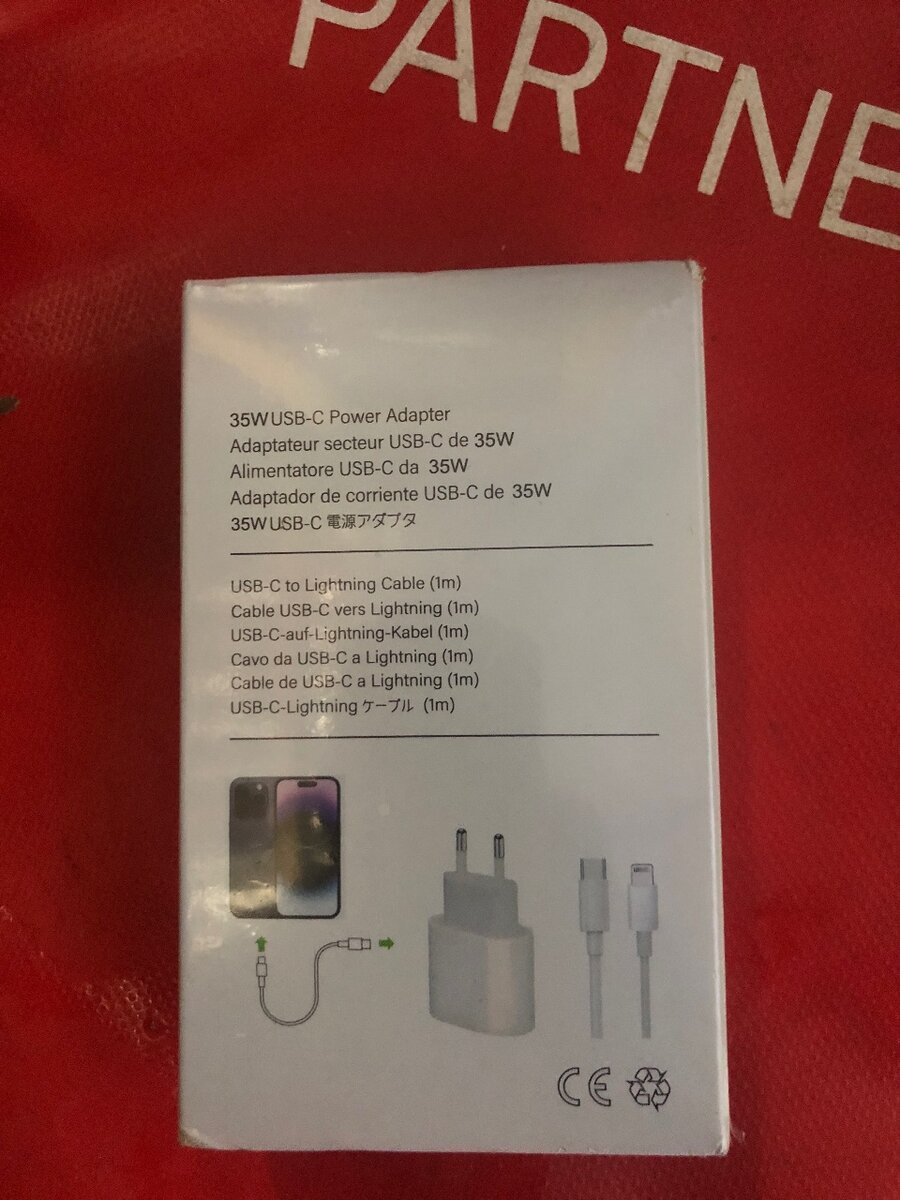 PARTNE
35W USB-C Power Adapter
Adaptateur secteur USB-C de 35W
Alimentatore USB-C da 35W
Adaptador de corriente USB-C de 35W
35W USB-C 電源アダプタ
USB-C to Lightning Cable (1m)
Cable USB-C vers Lightning (1m)
USB-C-auf-Lightning-Kabel (1m)
Cavo da USB-C a Lightning (1m)
Cable de USB-C a Lightning (1m)
USB-C-Lightning ケーブル (1m)
CE